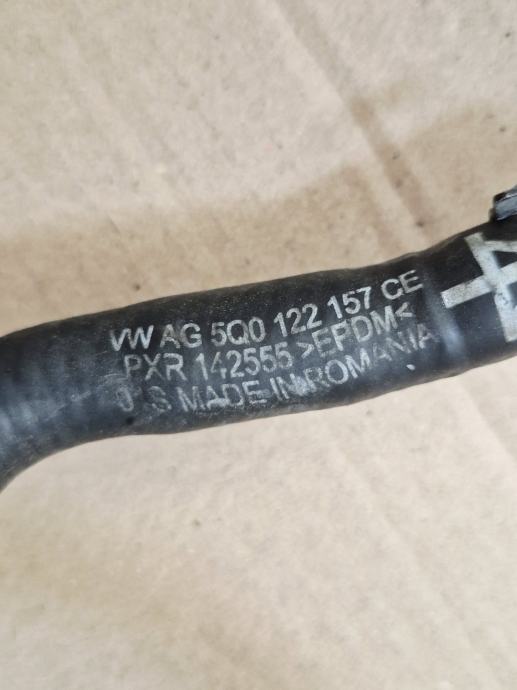 VW AG 5Q0 122 157 CE
PXR 142555 >EPDM<
MADE IN ROMANIA